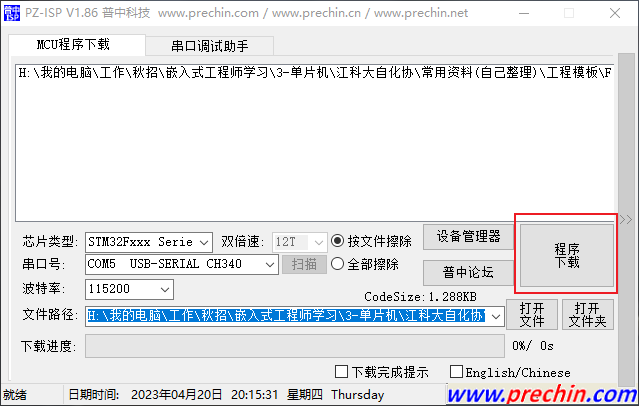 PZ-ISP V1.86 普中科技 www.prechin.com / www.prechin.cn / www.prechin.net
MCU程序下载 串口调试助手
H:\我的电脑\工作\秋招\嵌入式工程师学习\3-单片机\江科大自化协\常用资料(自己整理)\工程模板\F
芯片类型: STM32Fxxx Serie 双倍速: 12T 按文件擦除 设备管理器 程序
下载
串口号: COM5 USB-SERIAL CH340 扫描 全部擦除 普中论坛
波特率: 115200 CodeSize:1.288KB
文件路径: H:\我的电脑\工作\秋招\嵌入式工程师学习\3-单片机\江科大自化协\ 打开
文件 打开
文件夹
下载进度: 0%/ 0s
下载完成提示 English/Chinese
就绪 日期时间: 2023年04月20日 20:15:31 星期四 Thursday www.prechin.com